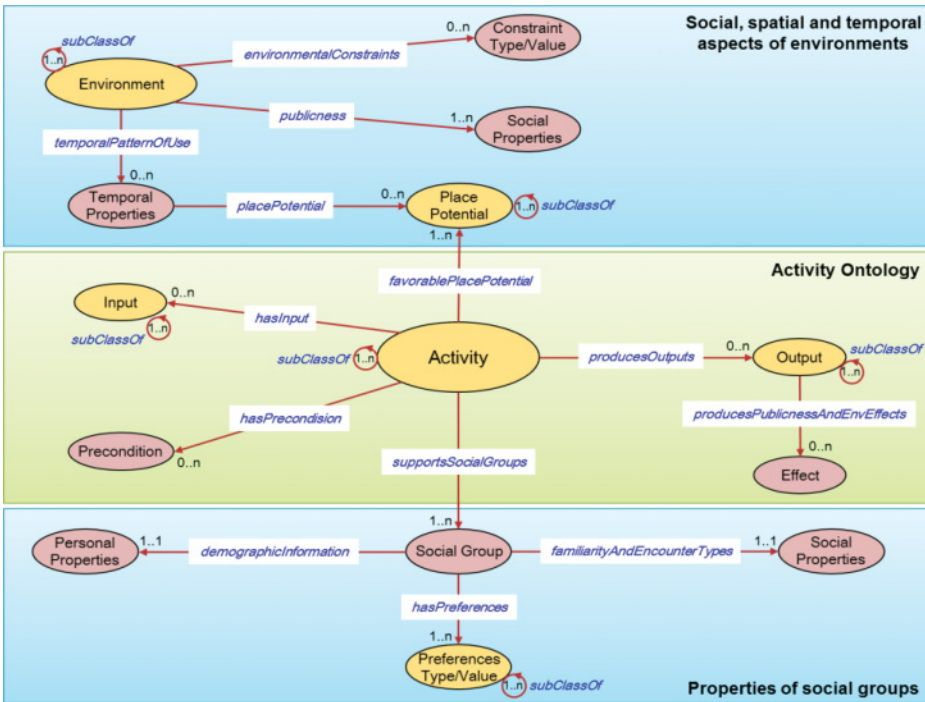 Social, spatial and temporal
aspects of environments
subClassOf
1..n
Environment
environmentalConstraints
0..n
Constraint
Type/Value
publicness
1..n
Social
Properties
temporalPatternOfUse
0..n
Temporal
Properties
placePotential
0..n
Place
Potential
1..n
subClassOf
1..n
Activity Ontology
favorablePlacePotential
Input
0..n
hasInput
subClassOf
1..n
subClassOf
1..n
Activity
producesOutputs
0..n
Output
subClassOf
1..n
hasPrecondision
Precondition
0..n
producesPublicnessAndEnvEffects
0..n
Effect
supportsSocialGroups
1..n
Personal
Properties
1..1
demographicInformation
Social Group
familiarityAndEncounterTypes
1..1
Social
Properties
hasPreferences
1..n
Preferences
Type/Value
1..n
subClassOf
Properties of social groups